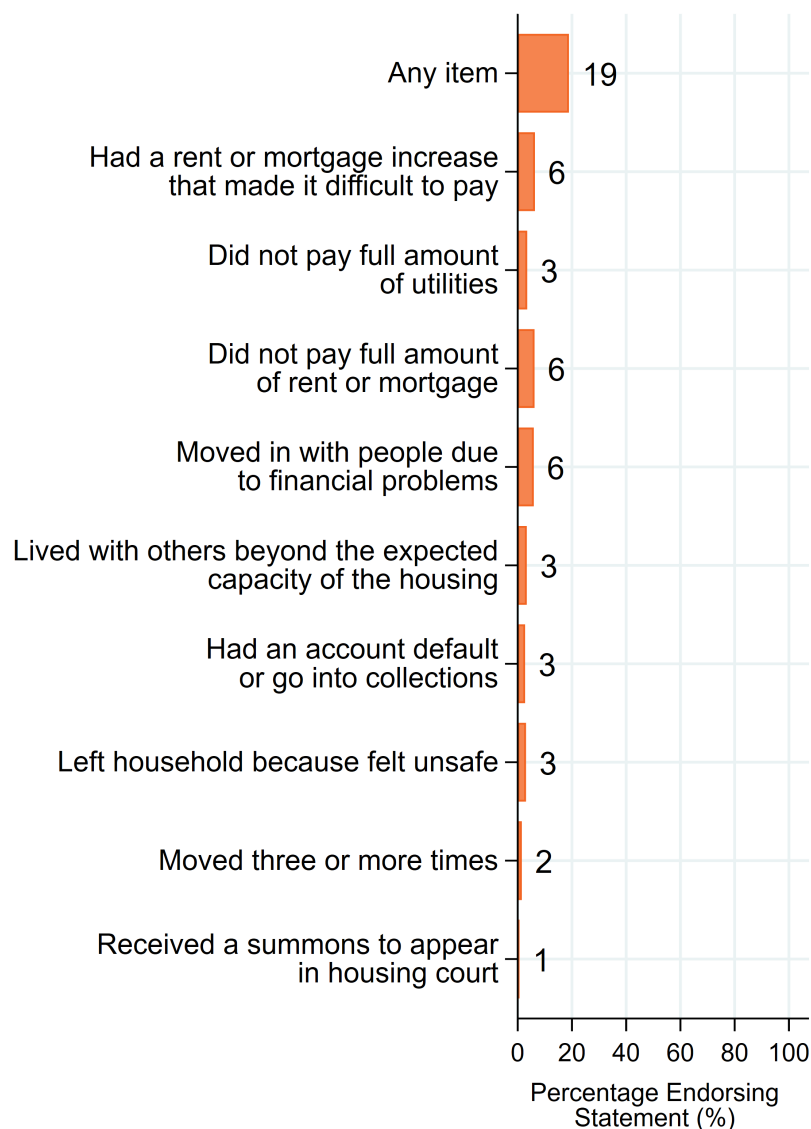 Any item
19
Had a rent or mortgage increase
that made it difficult to pay
6
Did not pay full amount
of utilities
3
Did not pay full amount
of rent or mortgage
6
Moved in with people due
to financial problems
6
Lived with others beyond the expected
capacity of the housing
3
Had an account default
or go into collections
3
Left household because felt unsafe
3
Moved three or more times
2
Received a summons to appear
in housing court
1
0 20 40 60 80 100
Percentage Endorsing
Statement (%)